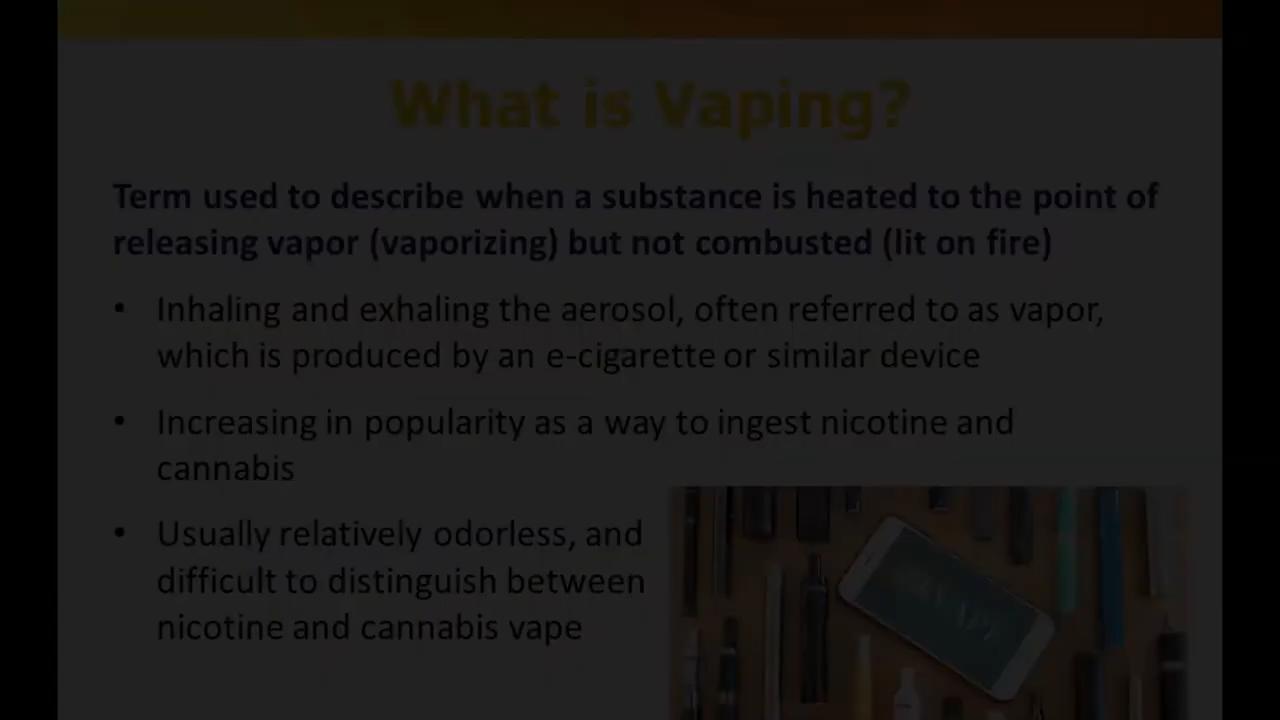 What is Vaping?
Term used to describe when a substance is heated to the point of
releasing vapor (vaporizing) but not combusted (lit on fire)
• Inhaling and exhaling the aerosol, often referred to as vapor,
which is produced by an e-cigarette or similar device
• Increasing in popularity as a way to ingest nicotine and
cannabis
• Usually relatively odorless, and
difficult to distinguish between
nicotine and cannabis vape